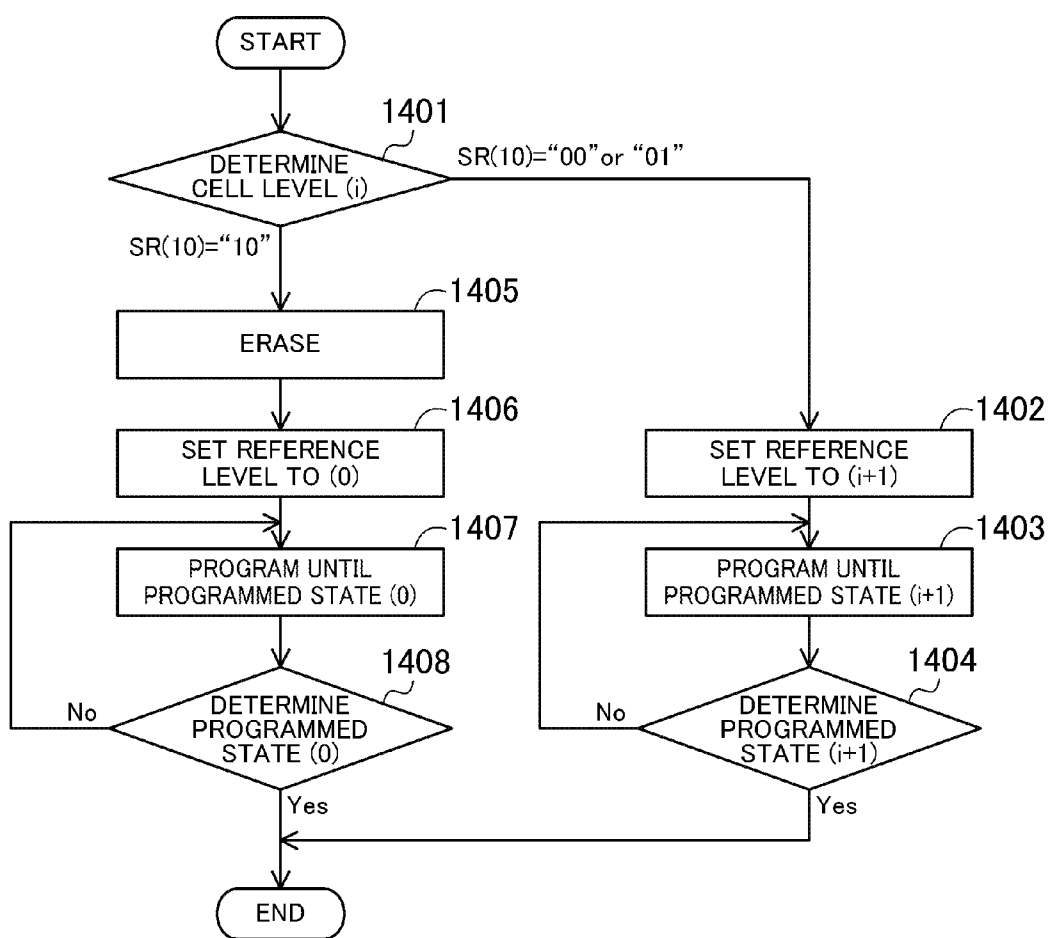 START
1401
DETERMINE
CELL LEVEL (i)
SR(10)="00" or "01"
SR(10)="10"
1405
ERASE
1406
SET REFERENCE
LEVEL TO (0)
1402
SET REFERENCE
LEVEL TO (i+1)
1407
PROGRAM UNTIL
PROGRAMMED STATE (0)
1403
PROGRAM UNTIL
PROGRAMMED STATE (i+1)
1408
DETERMINE
PROGRAMMED
STATE (0)
No
Yes
1404
DETERMINE
PROGRAMMED
STATE (i+1)
No
Yes
END